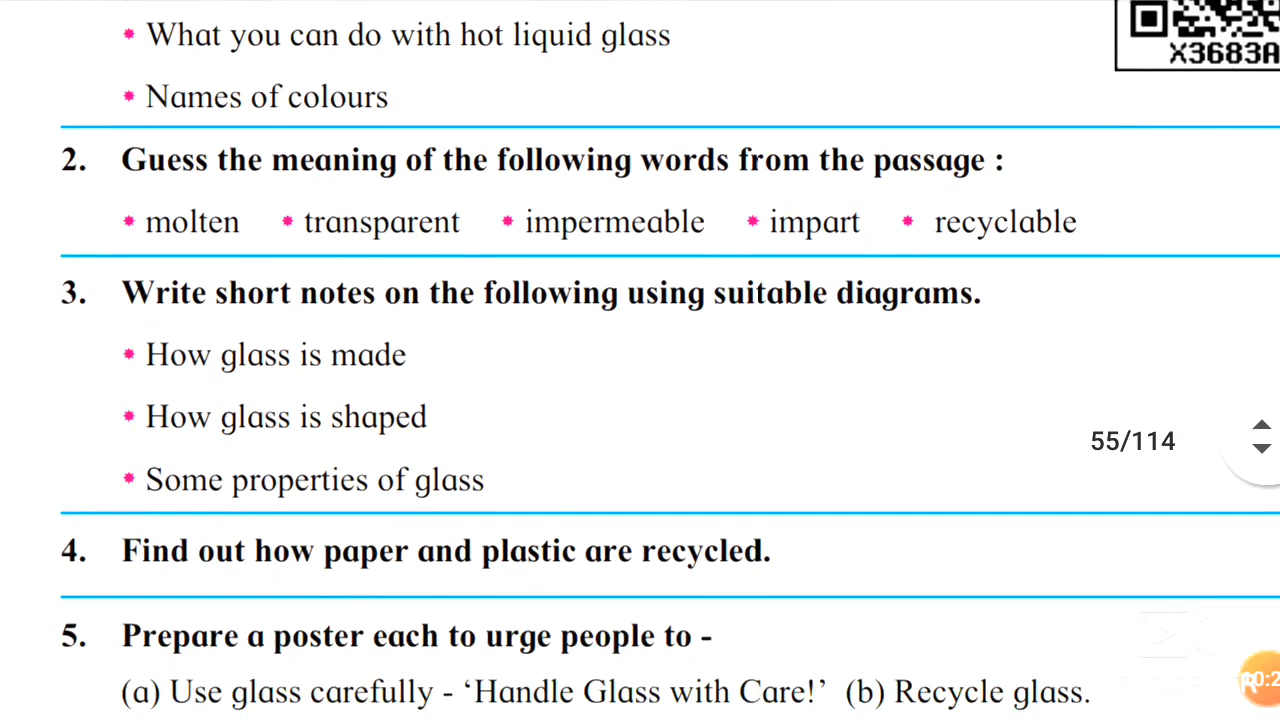 * What you can do with hot liquid glass
X3683A
* Names of colours
2. Guess the meaning of the following words from the passage :
* molten * transparent * impermeable * impart * recyclable
3. Write short notes on the following using suitable diagrams.
* How glass is made
* How glass is shaped
55/114
* Some properties of glass
4. Find out how paper and plastic are recycled.
5. Prepare a poster each to urge people to -
(a) Use glass carefully - ‘Handle Glass with Care!’ (b) Recycle glass.